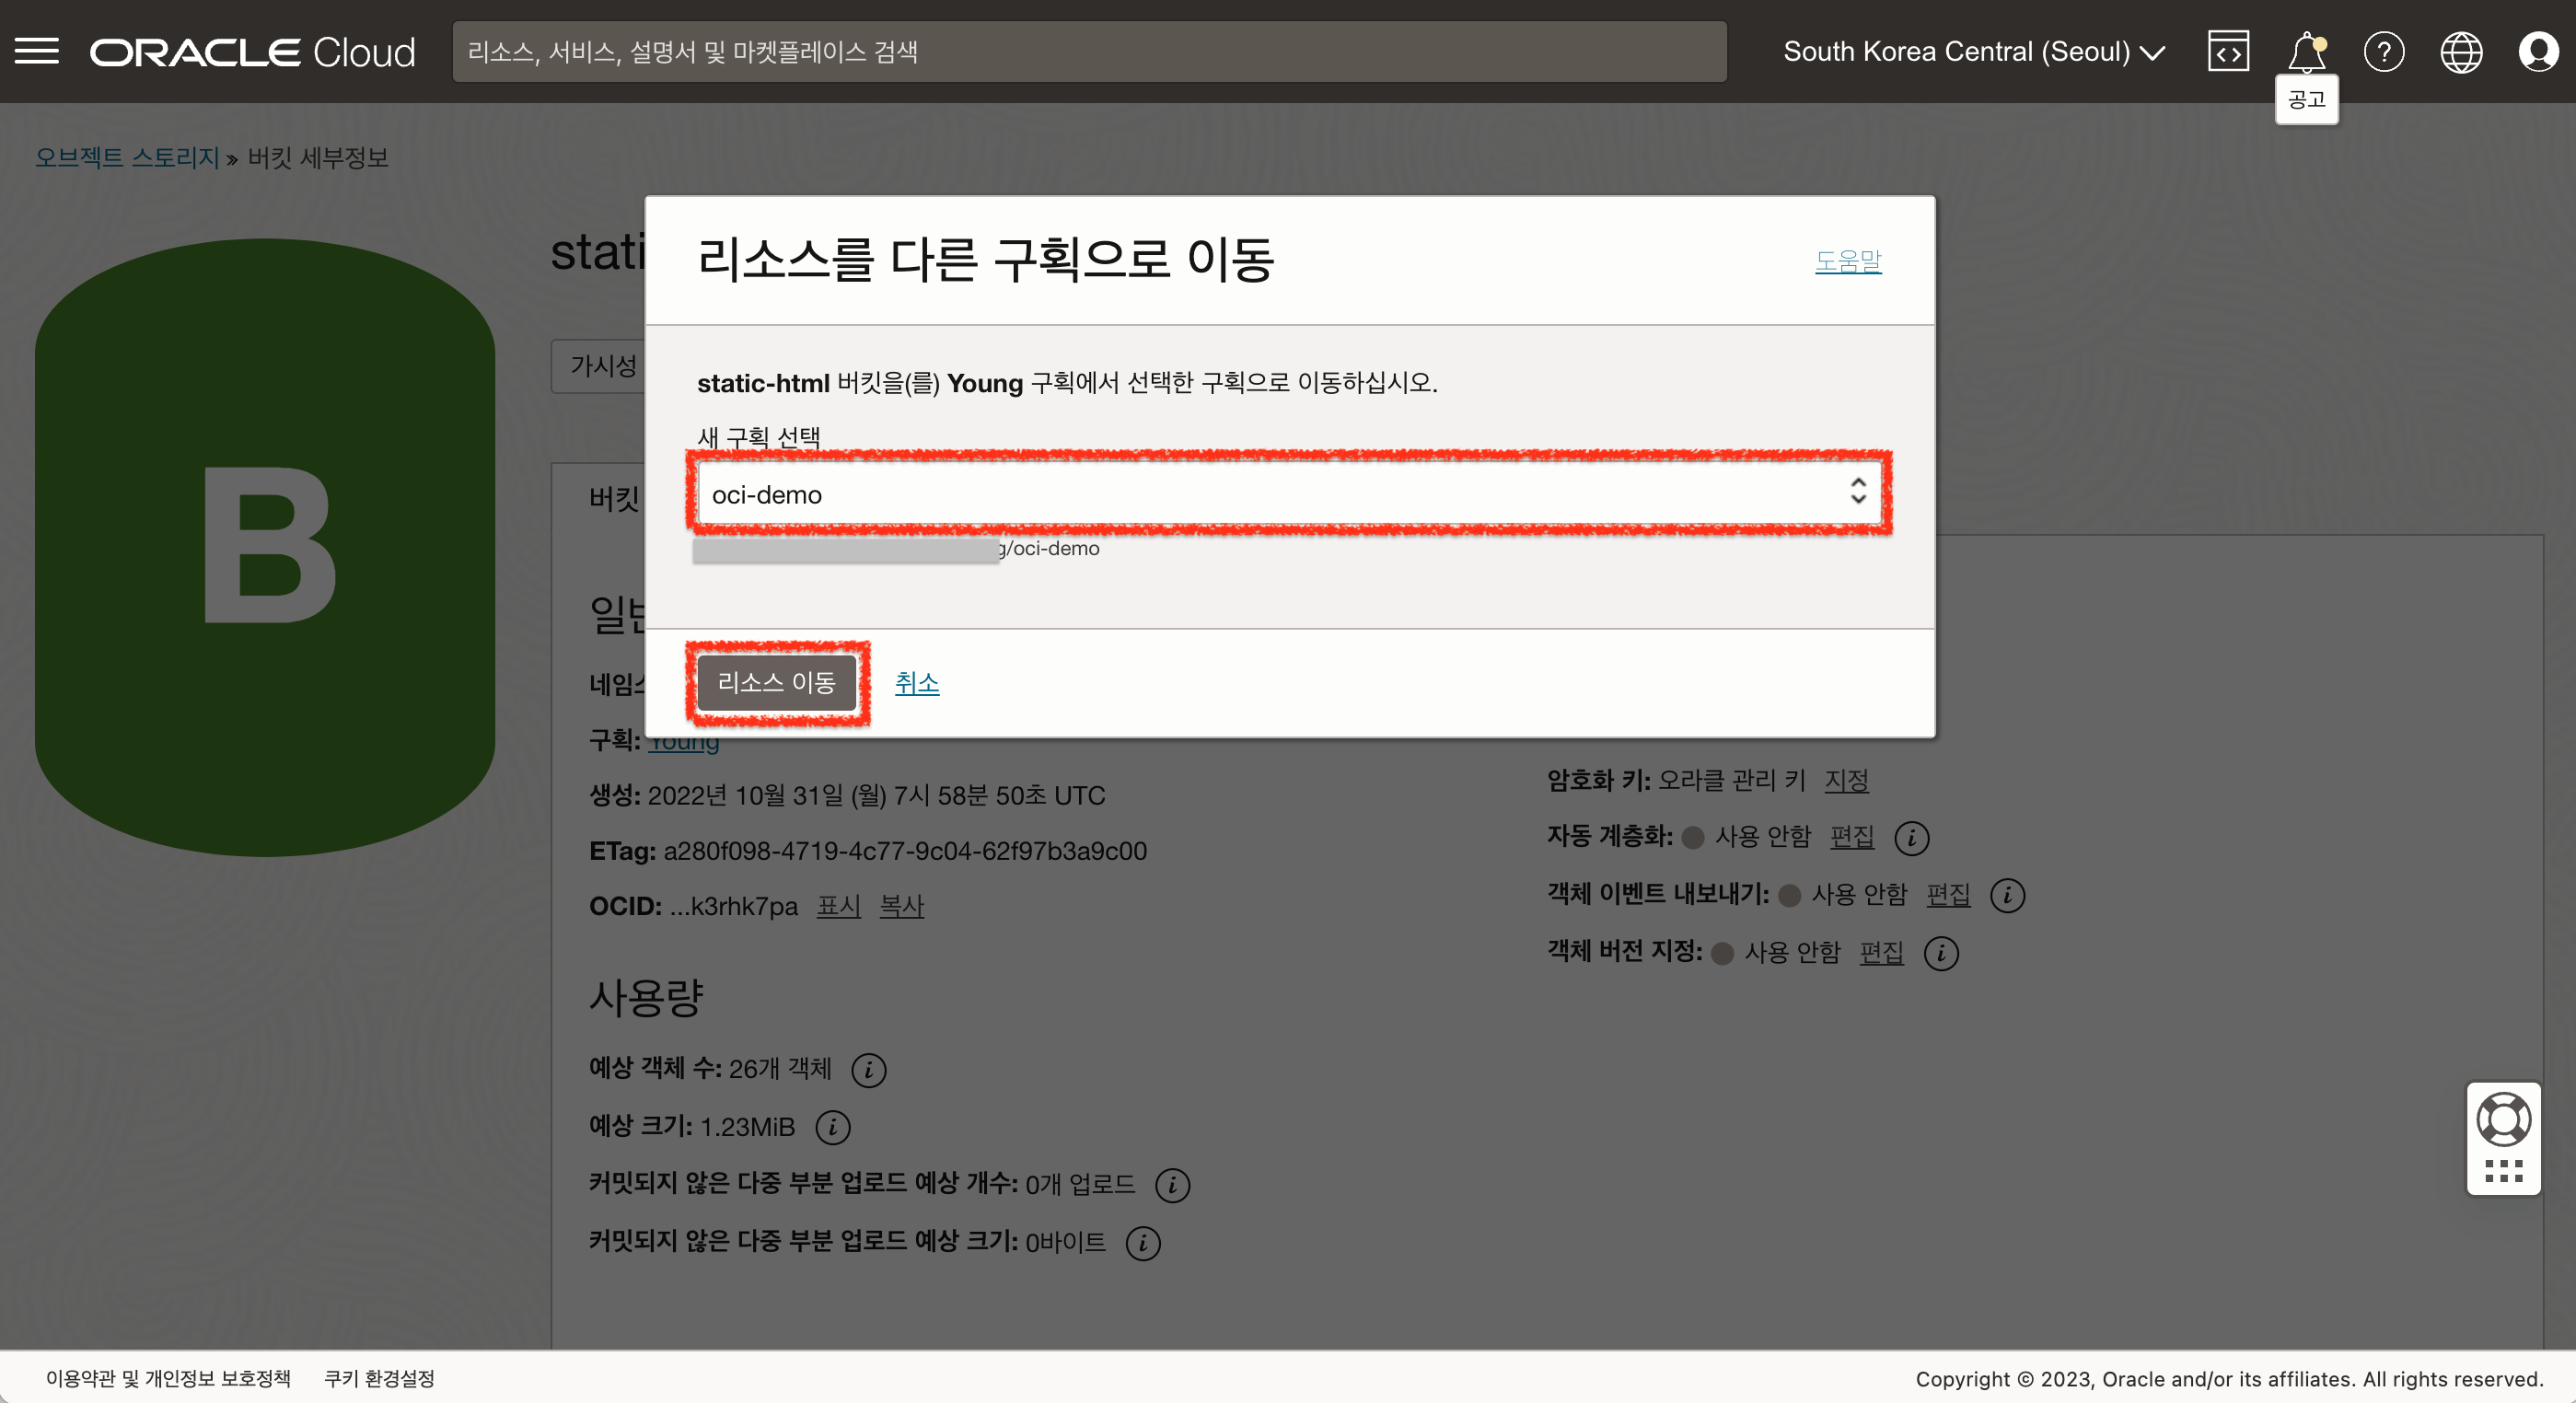 ORACLE Cloud
리소스, 서비스, 설명서 및 마켓플레이스 검색
South Korea Central (Seoul)
공고
오브젝트 스토리지 » 버킷 세부정보
B
리소스를 다른 구획으로 이동
도움말
가시성
static-html 버킷을(를) Young 구획에서 선택한 구획으로 이동하십시오.
새 구획 선택
oci-demo
g/oci-demo
버킷
리소스 이동
취소
구획: Young
생성: 2022년 10월 31일 (월) 7시 58분 50초 UTC
ETag: a280f098-4719-4c77-9c04-62f97b3a9c00
OCID: ...k3rhk7pa 표시 복사
암호화 키: 오라클 관리 키 지정
자동 계층화: 사용 안함 편집
객체 이벤트 내보내기: 사용 안함 편집
객체 버전 지정: 사용 안함 편집
사용량
예상 객체 수: 26개 객체
예상 크기: 1.23MiB
커밋되지 않은 다중 부분 업로드 예상 개수: 0개 업로드
커밋되지 않은 다중 부분 업로드 예상 크기: 0바이트
이용약관 및 개인정보 보호정책 쿠키 환경설정
Copyright © 2023, Oracle and/or its affiliates. All rights reserved.